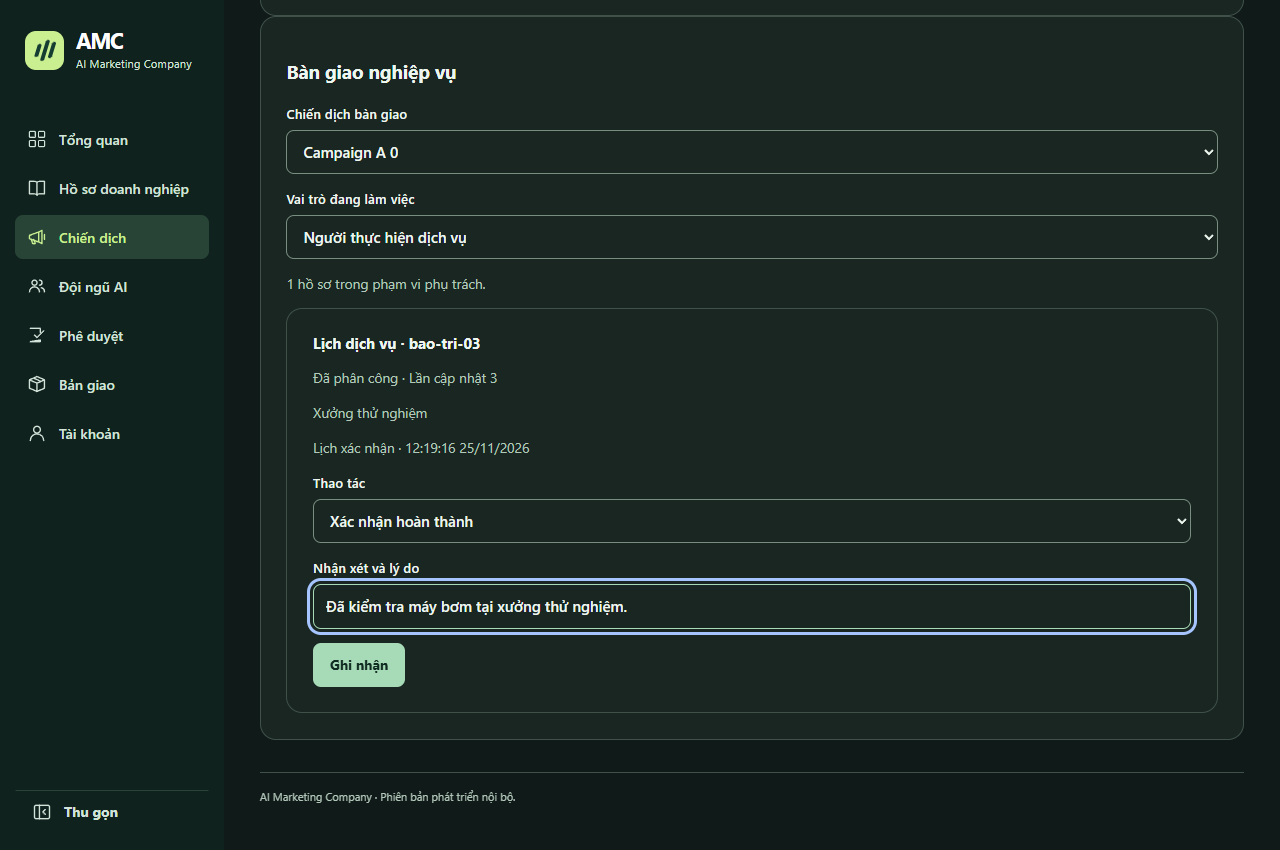 AMC
AI Marketing Company
Tổng quan
Hồ sơ doanh nghiệp
Chiến dịch
Đội ngũ AI
Phê duyệt
Bản giao
Tài khoản
Thu gọn
Bàn giao nghiệp vụ
Chiến dịch bàn giao
Campaign A 0
Vai trò đang làm việc
Người thực hiện dịch vụ
1 hồ sơ trong phạm vi phụ trách.
Lịch dịch vụ · bao-tri-03
Đã phân công · Lần cập nhật 3
Xưởng thử nghiệm
Lịch xác nhận · 12:19:16 25/11/2026
Thao tác
Xác nhận hoàn thành
Nhận xét và lý do
Đã kiểm tra máy bơm tại xưởng thử nghiệm.
Ghi nhận
AI Marketing Company · Phiên bản phát triển nội bộ.